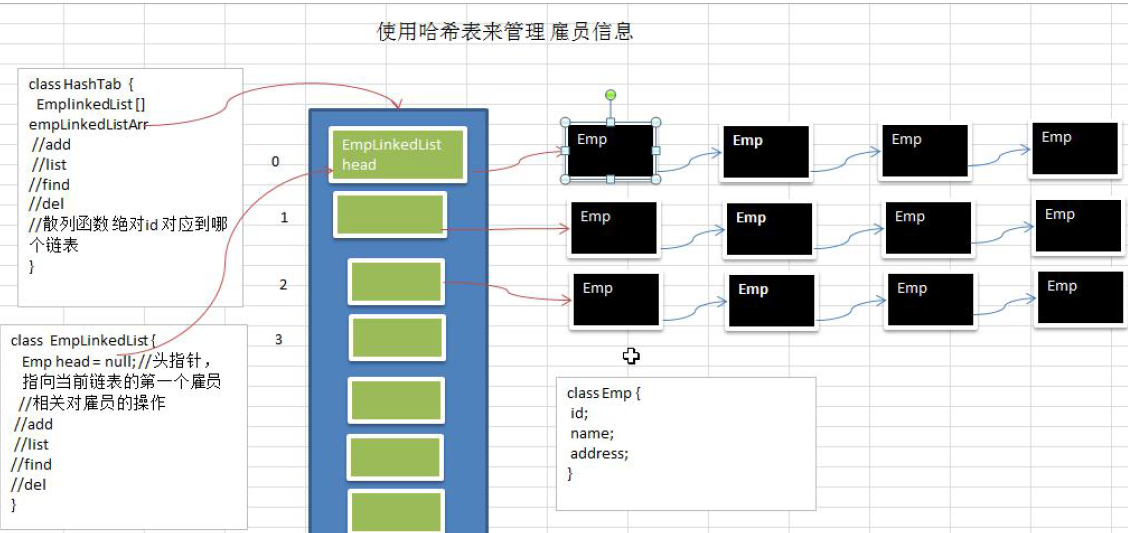 使用哈希表来管理 雇员信息
class HashTab {
EmplinkedList []
empLinkedListArr
//add
//list
//find
//del
//散列函数 绝对id 对应到哪
个链表
}
class EmpLinkedList {
Emp head = null; //头指针，
指向当前链表的第一个雇员
//相关对雇员的操作
//add
//list
//find
//del
}
0
1
2
3
EmpLinkedList
head
Emp
Emp
Emp
Emp
Emp
Emp
Emp
Emp
Emp
Emp
Emp
Emp
class Emp {
id;
name;
address;
}